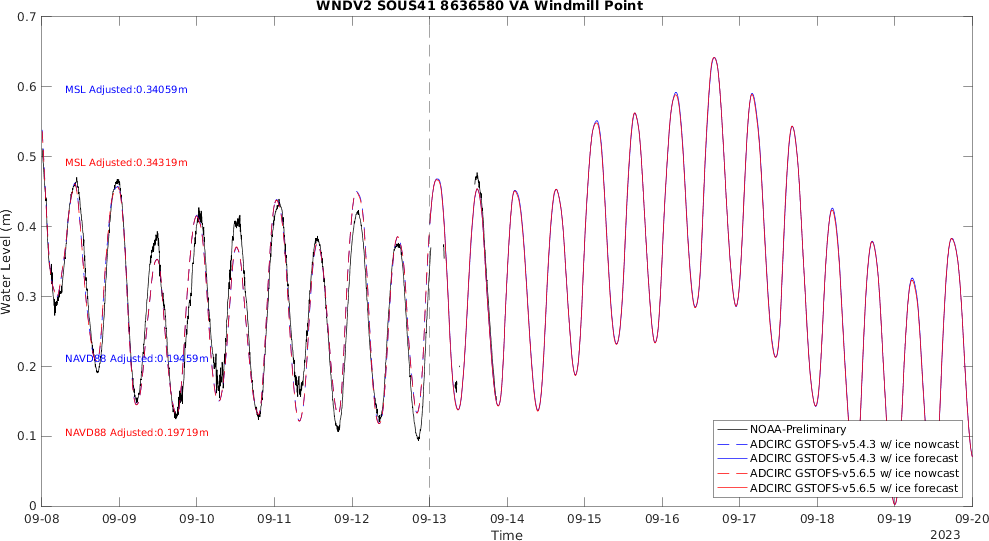 WNDV2 SOUS41 8636580 VA Windmill Point
0.7
0.6
0.5
0.4
0.3
0.2
0.1
0
Water Level (m)
MSL Adjusted:0.34059m
MSL Adjusted:0.34319m
NAVD88 Adjusted:0.19459m
NAVD88 Adjusted:0.19719m
NOAA-Preliminary
ADCIRC GSTOFS-v5.4.3 w/ ice nowcast
ADCIRC GSTOFS-v5.4.3 w/ ice forecast
ADCIRC GSTOFS-v5.6.5 w/ ice nowcast
ADCIRC GSTOFS-v5.6.5 w/ ice forecast
09-08 09-09 09-10 09-11 09-12 09-13 09-14 09-15 09-16 09-17 09-18 09-19 09-20
Time
2023